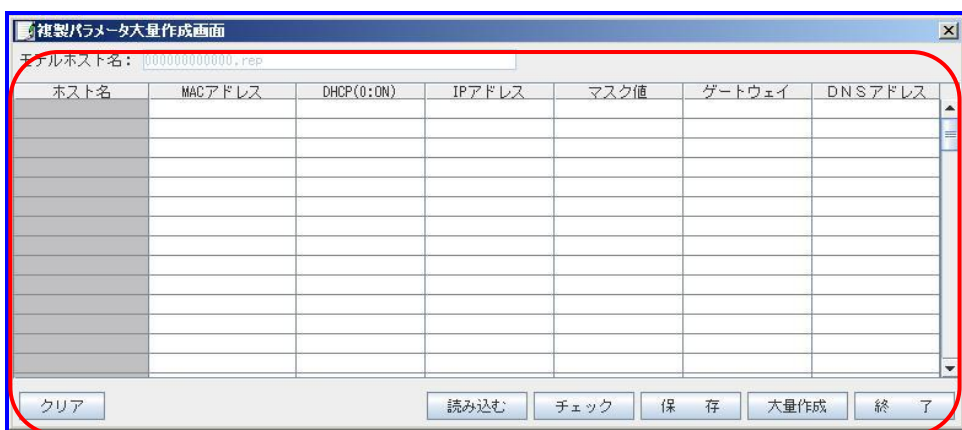 複製パラメータ大量作成画面
モデルホスト名: 000000000000.rep
ホスト名 MACアドレス DHCP(0:ON) IPアドレス マスク値 ゲートウェイ DNSアドレス
クリア 読み込む チェック 保 存 大量作成 終 了